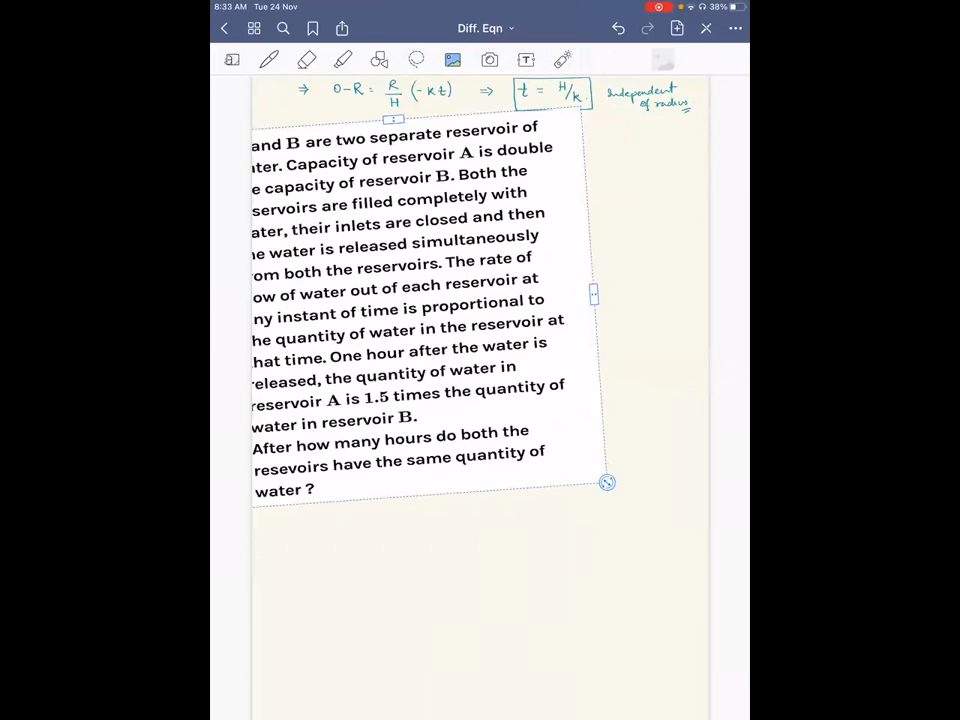 8:33 AM Tue 24 Nov
38%
Diff. Eqn
⇒ 0-R = R/H (-kt) ⇒ t = H/k. Independent of radius
and B are two separate reservoir of
ter. Capacity of reservoir A is double
e capacity of reservoir B. Both the
servoirs are filled completely with
ater, their inlets are closed and then
he water is released simultaneously
rom both the reservoirs. The rate of
ow of water out of each reservoir at
ny instant of time is proportional to
he quantity of water in the reservoir at
hat time. One hour after the water is
released, the quantity of water in
reservoir A is 1.5 times the quantity of
water in reservoir B.
After how many hours do both the
resevoirs have the same quantity of
water ?